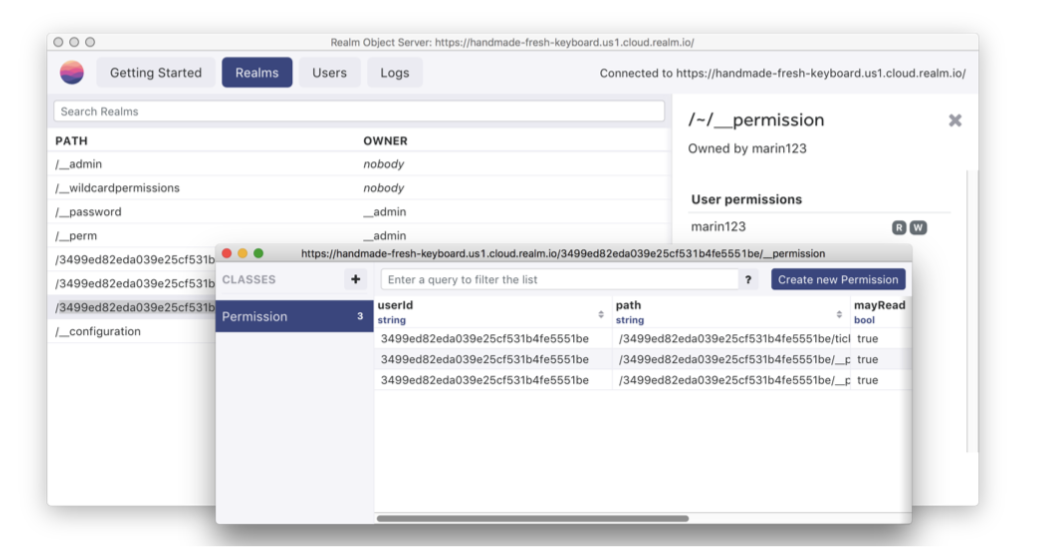 Realm Object Server: https://handmade-fresh-keyboard.us1.cloud.realm.io/
Getting Started Realms Users Logs Connected to https://handmade-fresh-keyboard.us1.cloud.realm.io/
Search Realms
PATH OWNER
/__admin nobody
/__wildcardpermissions nobody
/__password __admin
/__perm __admin
/3499ed82eda039e25cf531b
/3499ed82eda039e25cf531b
/3499ed82eda039e25cf531b
/__configuration
/~/__permission
Owned by marin123
User permissions
marin123 R W
https://handmade-fresh-keyboard.us1.cloud.realm.io/3499ed82eda039e25cf531b4fe5551be/__permission
CLASSES + Enter a query to filter the list ? Create new Permission
Permission 3
userId path mayRead
string string bool
3499ed82eda039e25cf531b4fe5551be /3499ed82eda039e25cf531b4fe5551be/ticl true
3499ed82eda039e25cf531b4fe5551be /3499ed82eda039e25cf531b4fe5551be/__p true
3499ed82eda039e25cf531b4fe5551be /3499ed82eda039e25cf531b4fe5551be/__p true